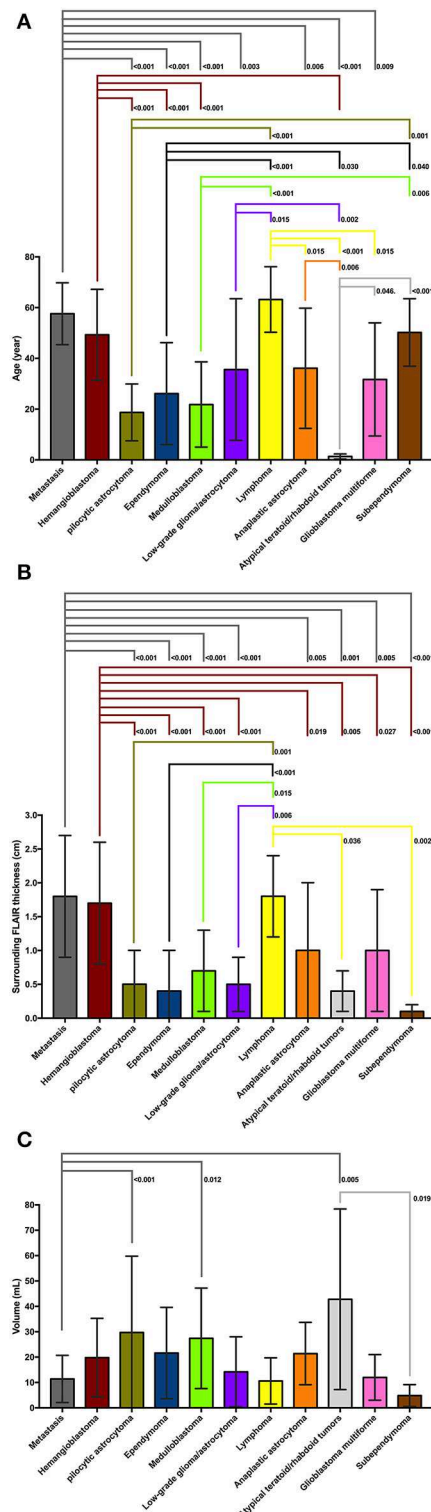 A
0.009
<0.001 <0.001 <0.001 0.003 0.006 <0.001
<0.001 <0.001 <0.001
<0.001 0.001
<0.001 0.030 0.040
<0.001 0.006
0.015 0.002
0.015 <0.001 0.015
0.006
0.046. <0.001
Age (year)
80
60
40
20
0
Metastasis
Hemangioblastoma
pilocytic astrocytoma
Ependymoma
Medulloblastoma
Low-grade glioma/astrocytoma
Lymphoma
Anaplastic astrocytoma
Atypical teratoid/rhabdoid tumors
Glioblastoma multiforme
Subependymoma
B
<0.001 <0.001 <0.001 <0.001 0.005 0.001 0.005 <0.001
<0.001 <0.001 <0.001 <0.001 0.019 0.005 0.027 <0.001
0.001
<0.001
0.015
0.006
0.036 0.002
Surrounding FLAIR thickness (cm)
3.0
2.5
2.0
1.5
1.0
0.5
0.0
Metastasis
Hemangioblastoma
pilocytic astrocytoma
Ependymoma
Medulloblastoma
Low-grade glioma/astrocytoma
Lymphoma
Anaplastic astrocytoma
Atypical teratoid/rhabdoid tumors
Glioblastoma multiforme
Subependymoma
C
<0.001 0.012 0.005
0.019
Volume (mL)
80
70
60
50
40
30
20
10
0
Metastasis
Hemangioblastoma
pilocytic astrocytoma
Ependymoma
Medulloblastoma
Low-grade glioma/astrocytoma
Lymphoma
Anaplastic astrocytoma
typical teratoid/rhabdoid tumors
Glioblastoma multiforme
Subependymoma